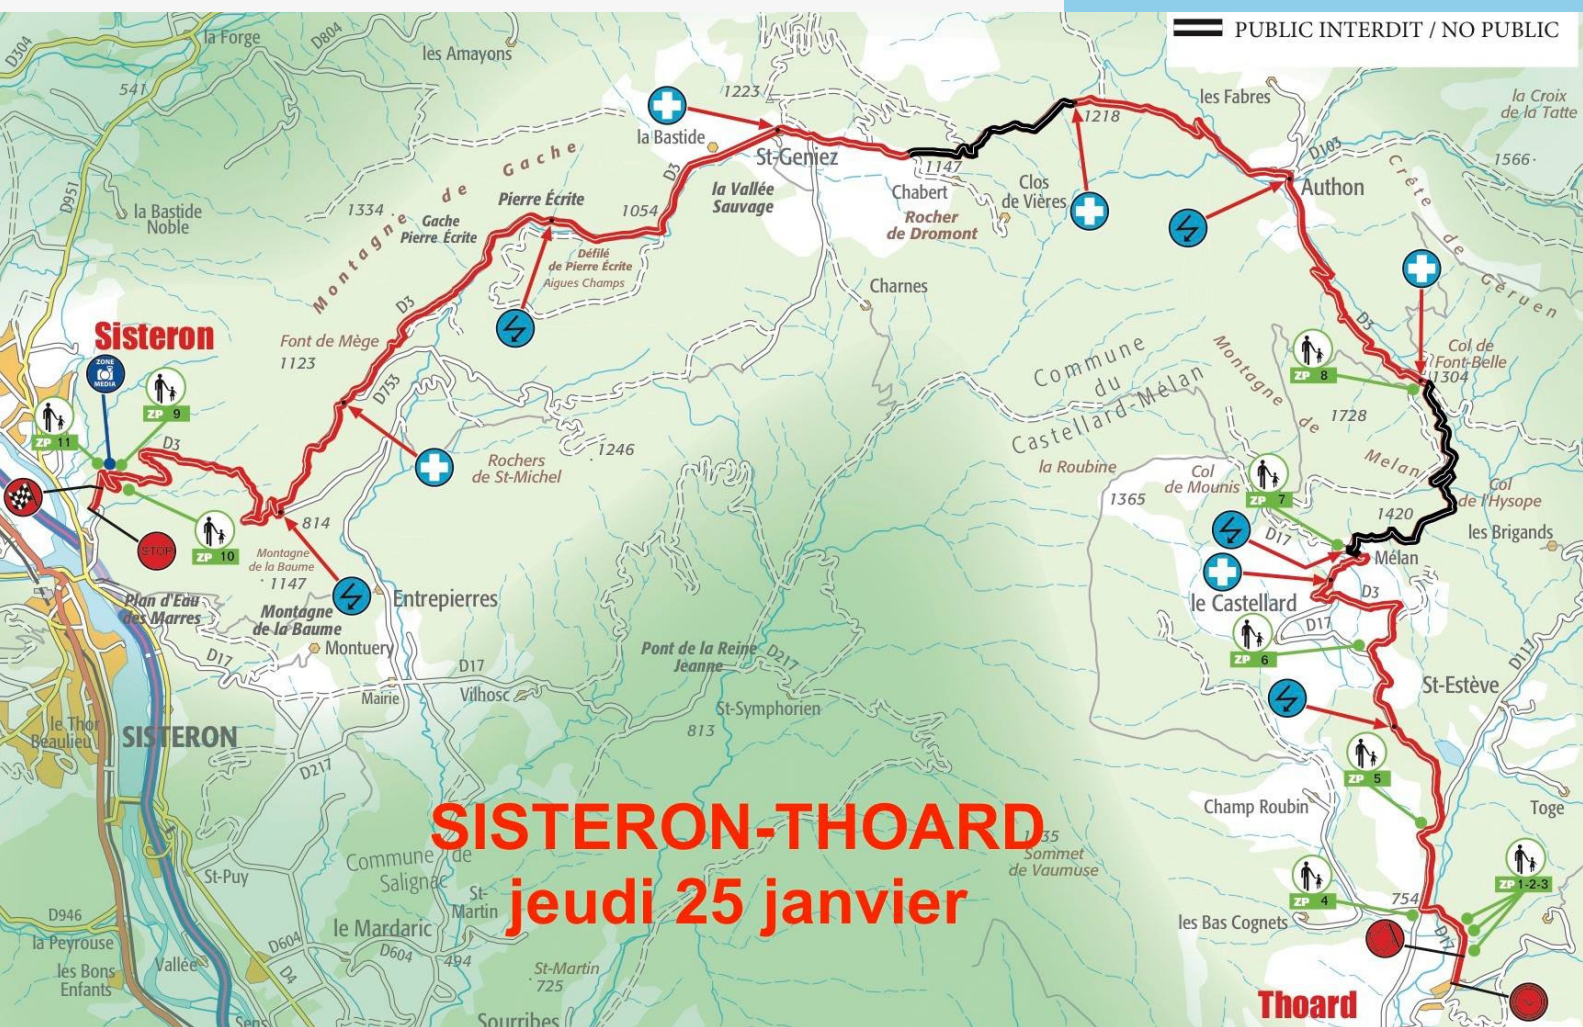 PUBLIC INTERDIT / NO PUBLIC
la Forge
D804
D304
les Amayons
541
1223
la Bastide
St-Geniez
1218
les Fabres
la Croix
de la Tatte
D103
1566
Authon
1147
Chabert
Rocher
de Dromont
Clos
de Vières
Crête de Géruen
D951
la Bastide
Noble
Montagne de Gache
1334
Gache
Pierre Écrite
Pierre Écrite
1054
D3
la Vallée
Sauvage
Défilé
de Pierre Écrite
Aigues Champs
Charnes
Sisteron
ZONE
MEDIA
ZP 9
ZP 11
D3
Font de Mège
1123
D3
D753
Commune
du
Castellard-Mélan
Montagne de Melan
ZP 8
D3
Col de
Font-Belle
1304
1728
1246
Rochers
de St-Michel
la Roubine
1365
Col
de Mounis
ZP 7
Col
de l'Hysope
1420
les Brigands
D17
Mélan
STOP
ZP 10
814
Montagne
de la Baume
1147
Montagne
de la Baume
Entrepierres
Plan d'Eau
des Marres
Montuery
D17
le Castellard
D3
D17
ZP 6
Pont de la Reine
Jeanne
D217
D17
Mairie
Vilhosc
St-Symphorien
813
St-Estève
D117
le Thor
Beaulieu
SISTERON
D217
ZP 5
Champ Roubin
Toge
SISTERON-THOARD
jeudi 25 janvier
Sommet
de Vaumuse
Commune de
Salignac
St-Puy
St-
Martin
ZP 4
ZP 1-2-3
754
les Bas Cognets
D17
D946
la Peyrouse
le Mardaric
D604
D604
494
Vallée
D4
les Bons
Enfants
St-Martin
725
Sourribes
Thoard